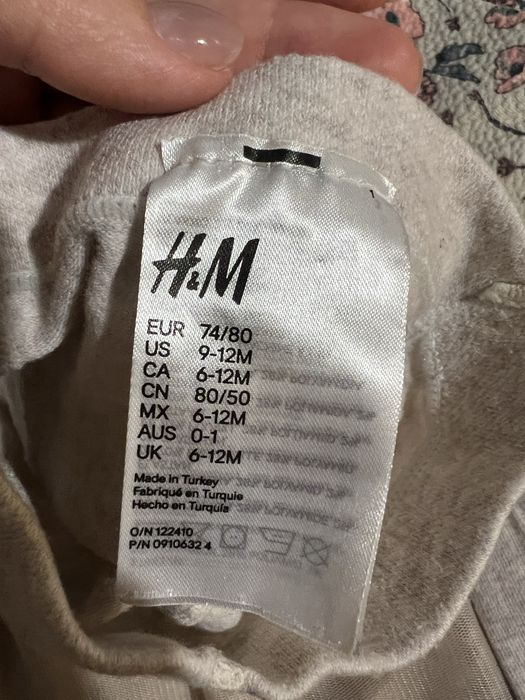 H&M
EUR 74/80
US 9-12M
CA 6-12M
CN 80/50
MX 6-12M
AUS 0-1
UK 6-12M
Made in Turkey
Fabriqué en Turquie
Hecho en Turquía
O/N 122410
P/N 0910632 4